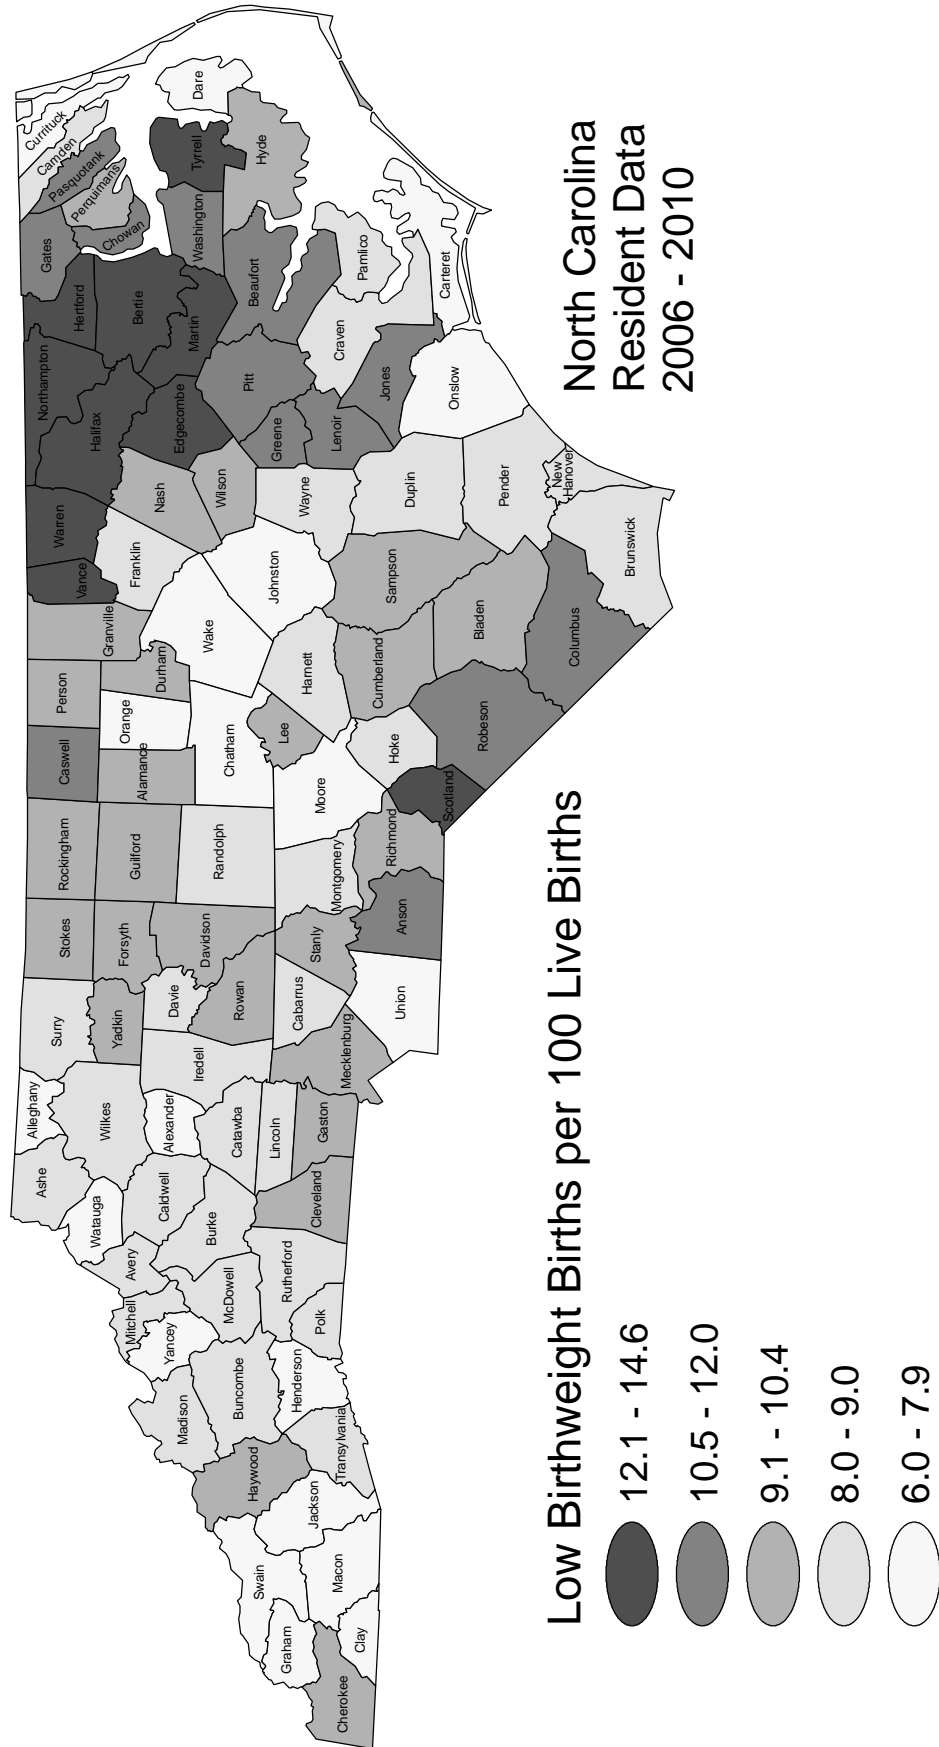 Cherokee
Graham
Clay
Swain
Macon
Jackson
Haywood
Transylvania
Madison
Buncombe
Henderson
Yancey
Mitchell
Avery
McDowell
Polk
Rutherford
Burke
Caldwell
Watauga
Ashe
Alleghany
Wilkes
Alexander
Catawba
Lincoln
Cleveland
Gaston
Surry
Yadkin
Iredell
Davie
Rowan
Cabarrus
Mecklenburg
Union
Stokes
Forsyth
Davidson
Stanly
Anson
Rockingham
Guilford
Randolph
Montgomery
Richmond
Scotland
Caswell
Alamance
Orange
Chatham
Moore
Lee
Hoke
Robeson
Person
Durham
Granville
Wake
Harnett
Cumberland
Bladen
Columbus
Vance
Warren
Franklin
Johnston
Sampson
Brunswick
Halifax
Northampton
Nash
Wilson
Wayne
Duplin
Pender
New
Hanover
Edgecombe
Greene
Lenoir
Jones
Onslow
Pitt
Craven
Hertford
Bertie
Martin
Beaufort
Pamlico
Carteret
Gates
Chowan
Perquimans
Pasquotank
Camden
Currituck
Washington
Tyrrell
Hyde
Dare
Low Birthweight Births per 100 Live Births
12.1 - 14.6
10.5 - 12.0
9.1 - 10.4
8.0 - 9.0
6.0 - 7.9
North Carolina
Resident Data
2006 - 2010